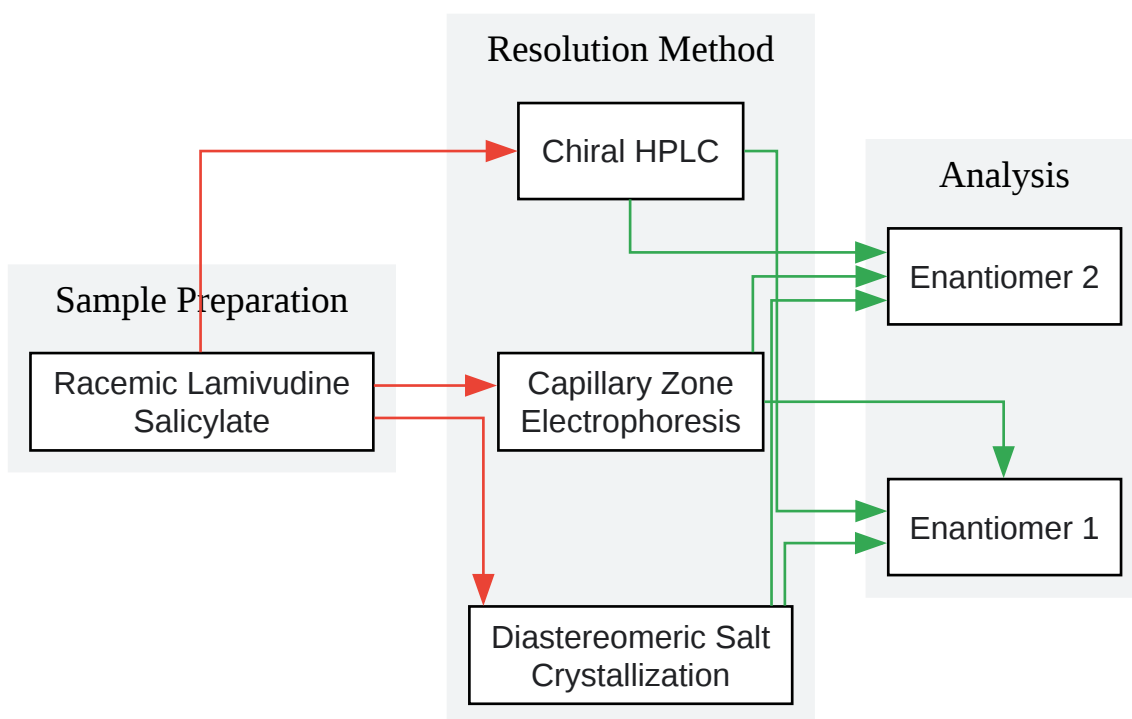 Resolution Method
Chiral HPLC
Analysis
Enantiomer 2
Sample Preparation
Racemic Lamivudine
Salicylate
Capillary Zone
Electrophoresis
Enantiomer 1
Diastereomeric Salt
Crystallization